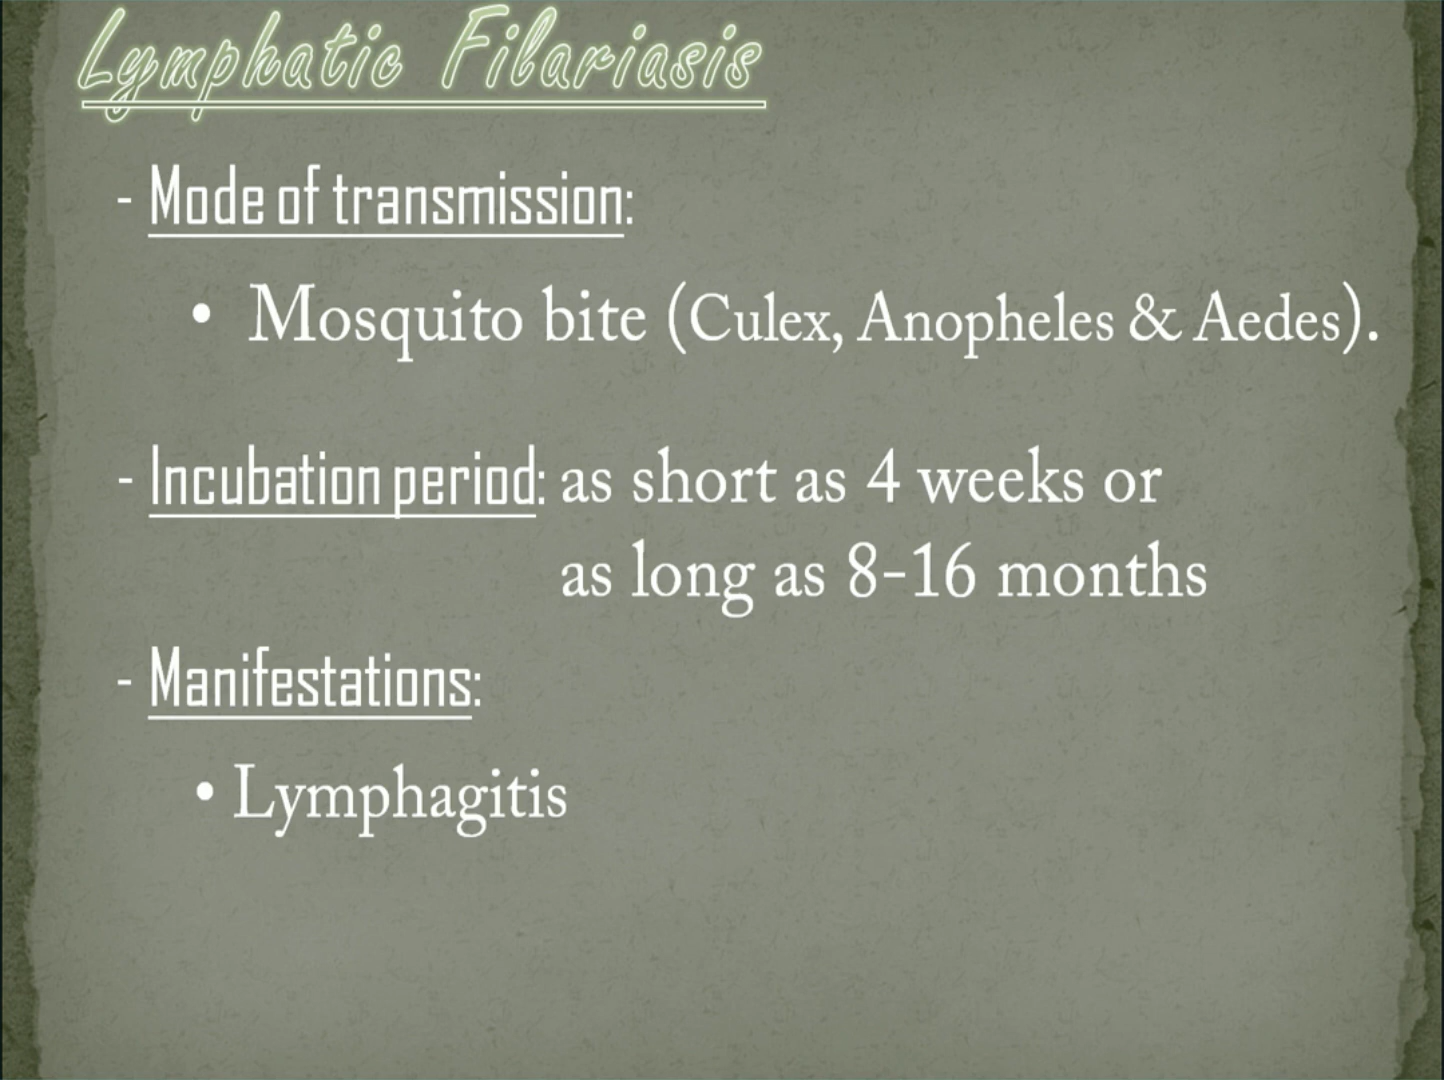 Lymphatic Filariasis
- Mode of transmission:
• Mosquito bite (Culex, Anopheles & Aedes).
- Incubation period: as short as 4 weeks or
as long as 8-16 months
- Manifestations:
• Lymphagitis